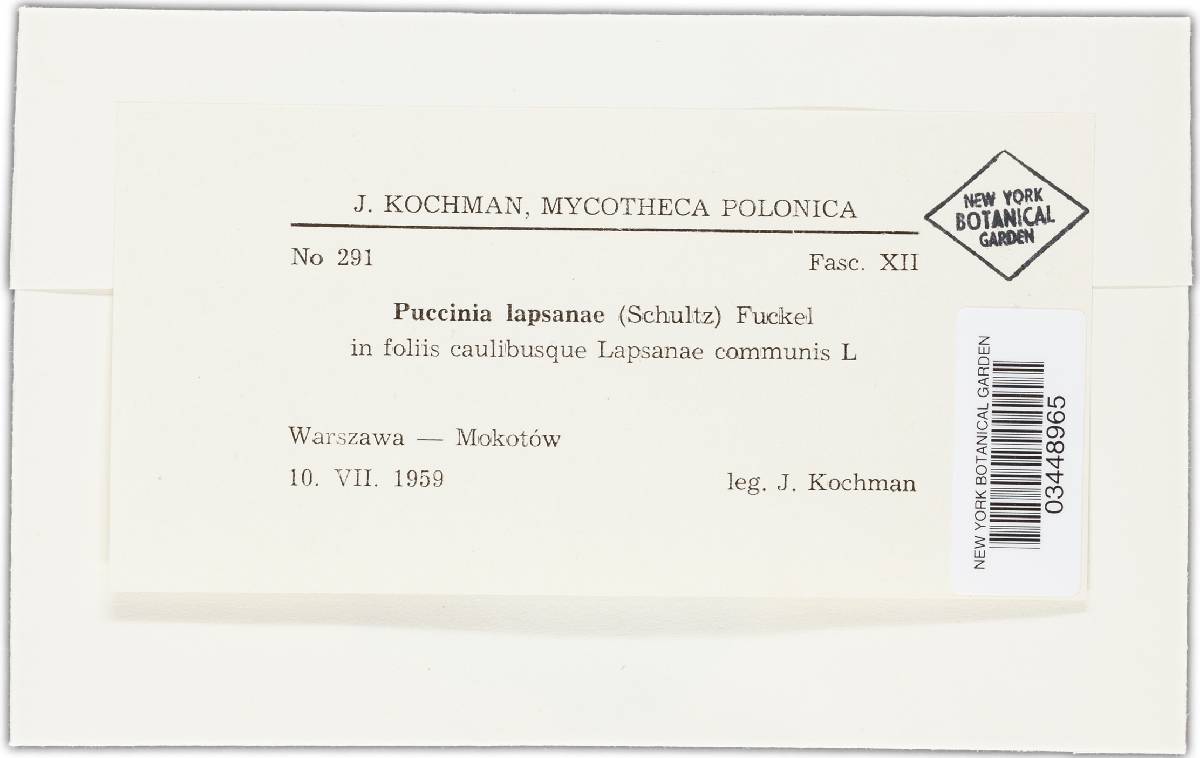 J. KOCHMAN, MYCOTHECA POLONICA
No 291 Fasc. XII
Puccinia lapsanae (Schultz) Fuckel
in foliis caulibusque Lapsanae communis L
Warszawa — Mokotów
10. VII. 1959 leg. J. Kochman
NEW YORK
BOTANICAL
GARDEN
NEW YORK BOTANICAL GARDEN
03448965